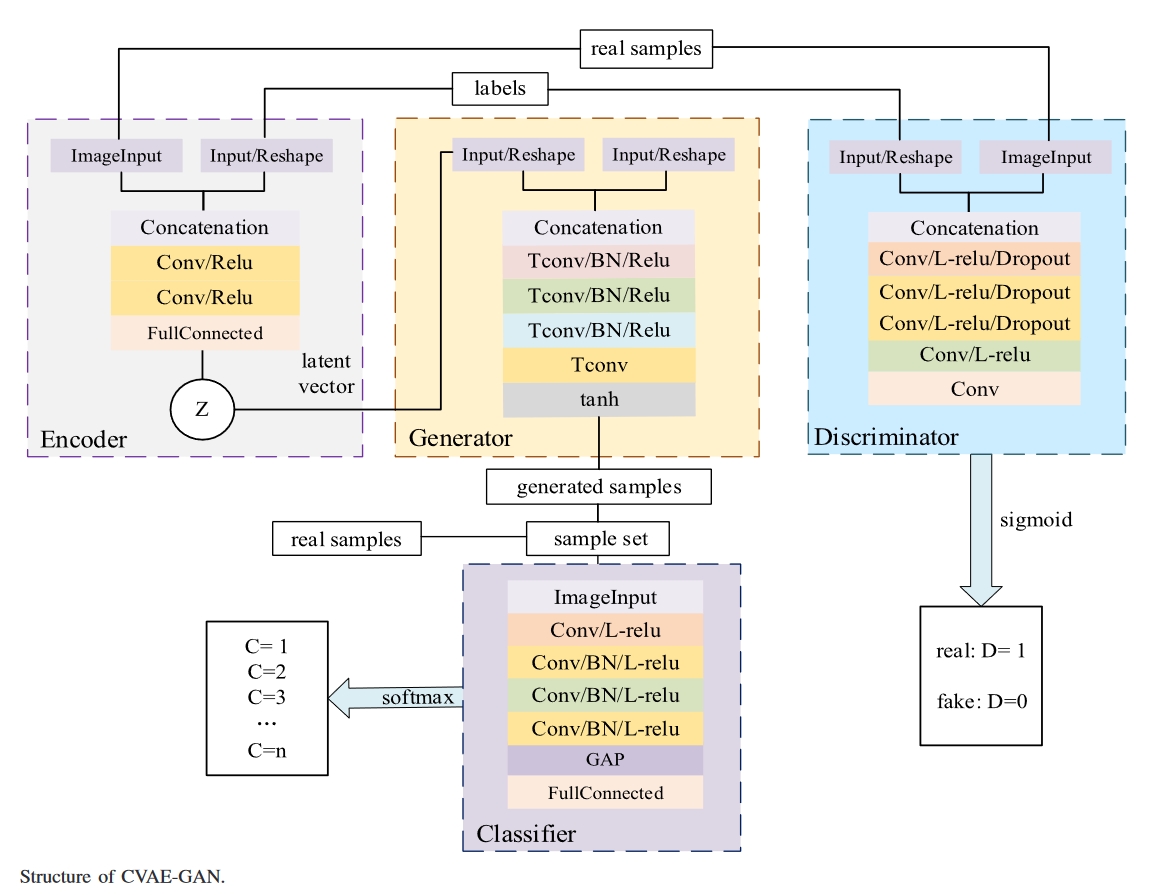 real samples
labels
ImageInput
Input/Reshape
Concatenation
Conv/Relu
Conv/Relu
FullConnected
latent
vector
Z
Encoder
Input/Reshape
Input/Reshape
Concatenation
Tconv/BN/Relu
Tconv/BN/Relu
Tconv/BN/Relu
Tconv
tanh
Generator
Input/Reshape
ImageInput
Concatenation
Conv/L-relu/Dropout
Conv/L-relu/Dropout
Conv/L-relu/Dropout
Conv/L-relu
Conv
Discriminator
generated samples
real samples
sample set
sigmoid
ImageInput
Conv/L-relu
Conv/BN/L-relu
Conv/BN/L-relu
Conv/BN/L-relu
GAP
FullConnected
Classifier
softmax
C= 1
C=2
C=3
...
C=n
real: D= 1
fake: D=0
Structure of CVAE-GAN.